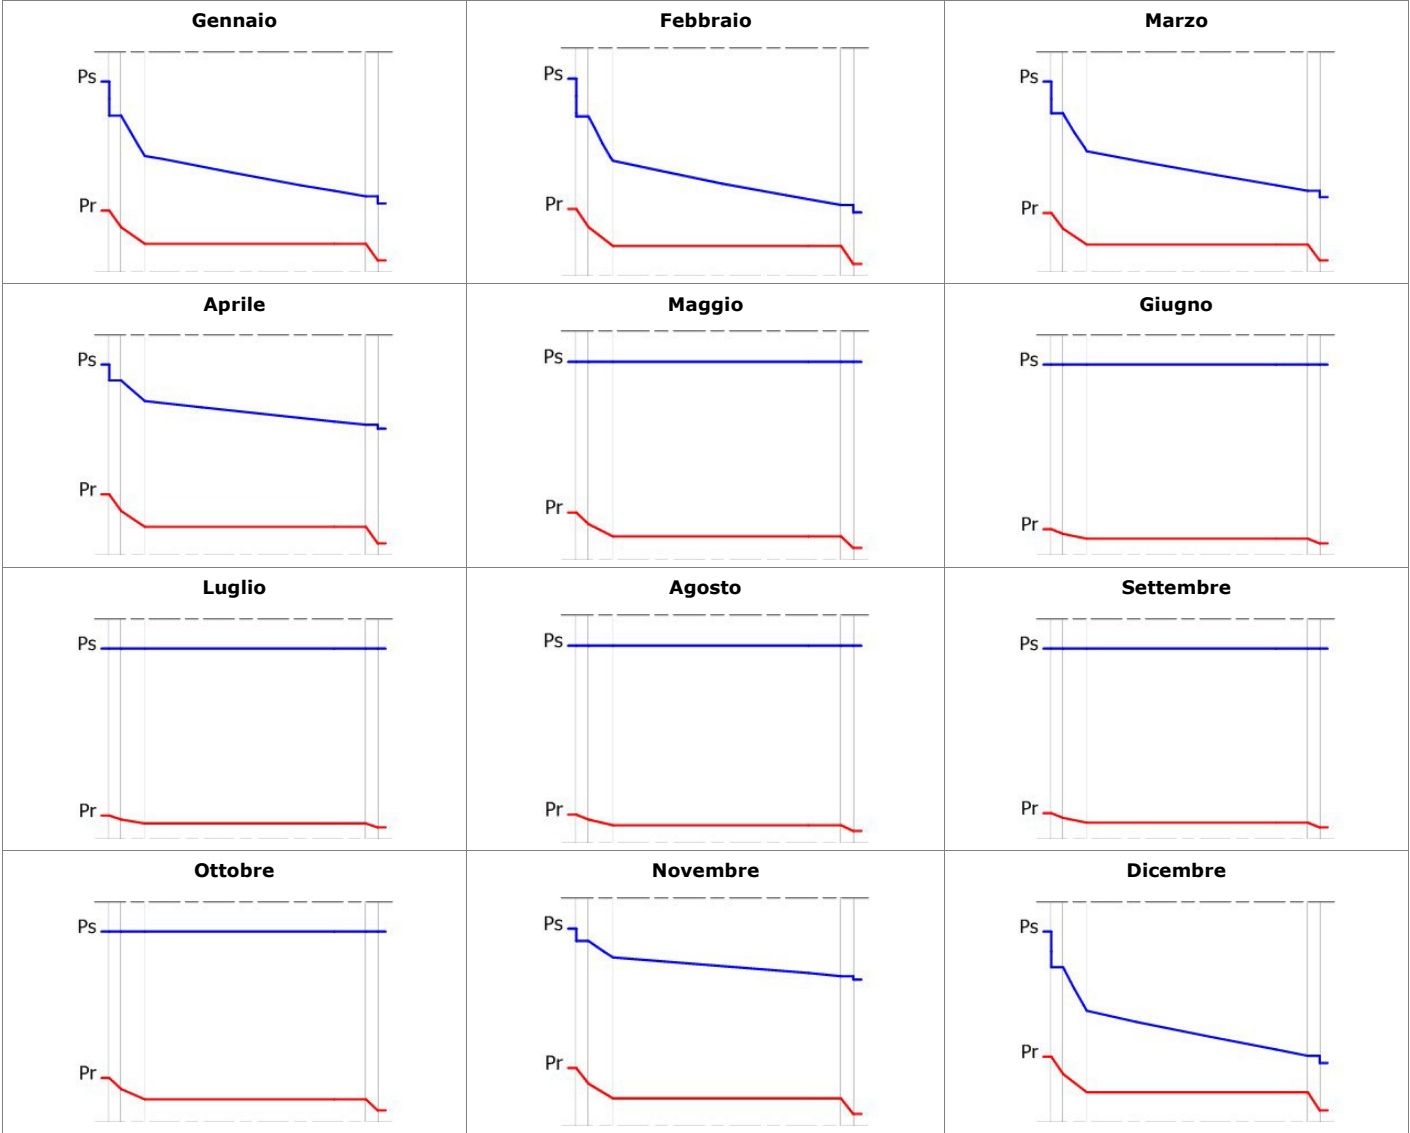 Gennaio
Febbraio
Marzo
Ps
Ps
Ps
Pr
Pr
Pr
Aprile
Maggio
Giugno
Ps
Ps
Ps
Pr
Pr
Pr
Luglio
Agosto
Settembre
Ps
Ps
Ps
Pr
Pr
Pr
Ottobre
Novembre
Dicembre
Ps
Ps
Ps
Pr
Pr
Pr